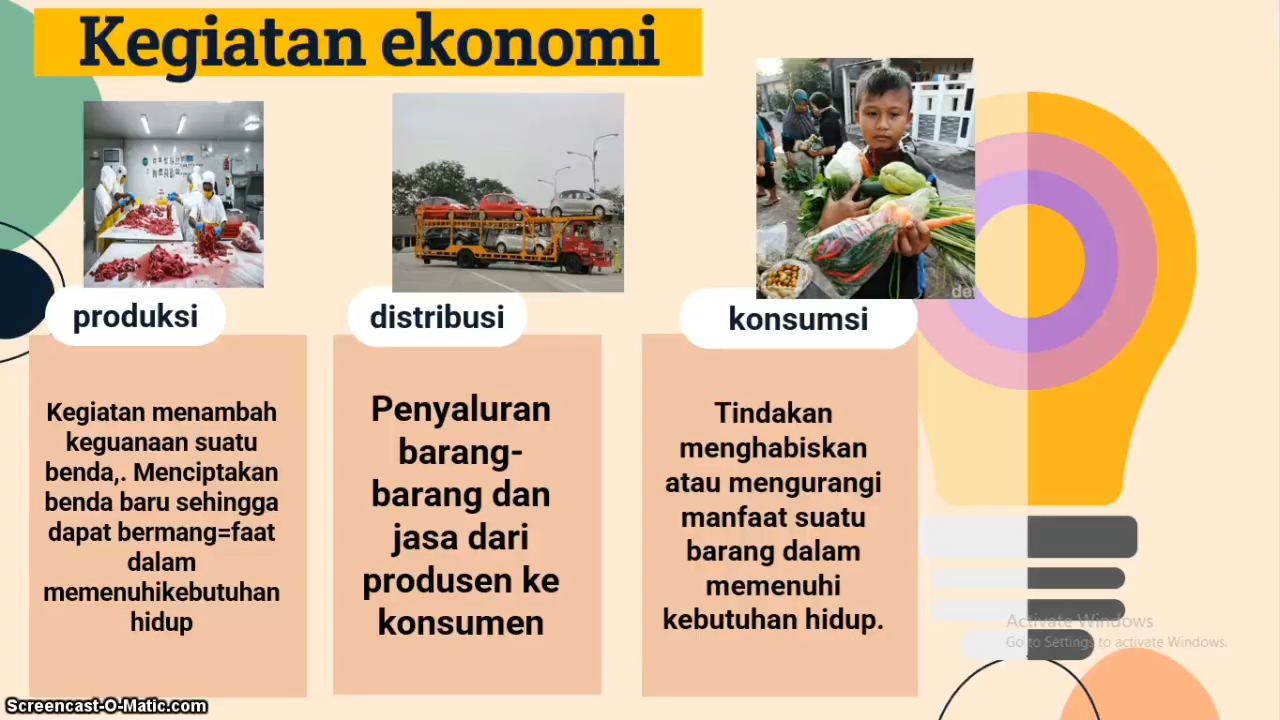 Kegiatan ekonomi
produksi
Kegiatan menambah
keguanaan suatu
benda,. Menciptakan
benda baru sehingga
dapat bermang=faat
dalam
memenuhikebutuhan
hidup
distribusi
Penyaluran
barang-
barang dan
jasa dari
produsen ke
konsumen
konsumsi
Tindakan
menghabiskan
atau mengurangi
manfaat suatu
barang dalam
memenuhi
kebutuhan hidup.
Activate Windows
Go to Settings to activate Windows.
Screencast-O-Matic.com